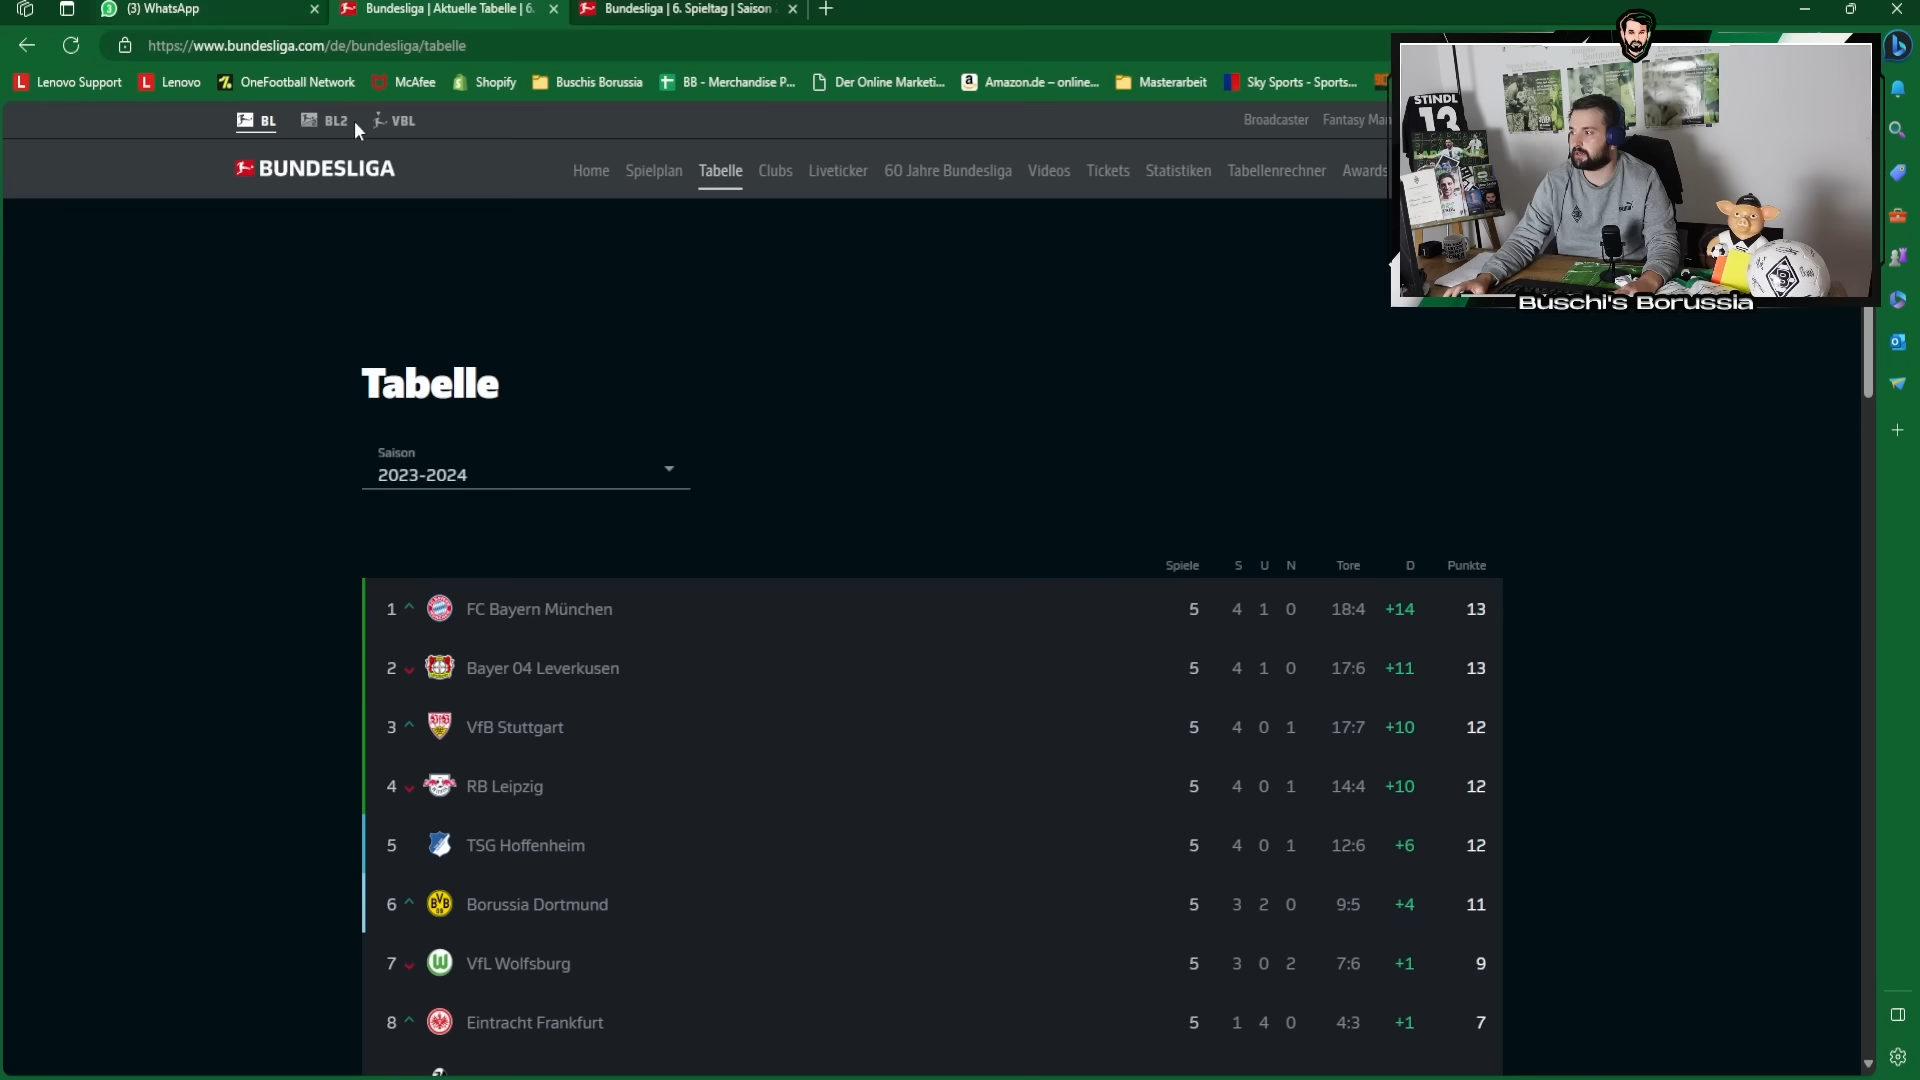 (3) WhatsApp
Bundesliga | Aktuelle Tabelle | 6.
Bundesliga | 6. Spieltag | Saison
https://www.bundesliga.com/de/bundesliga/tabelle
Lenovo Support
Lenovo
OneFootball Network
McAfee
Shopify
Buschis Borussia
BB - Merchandise P...
Der Online Marketi...
Amazon.de – online...
Masterarbeit
Sky Sports - Sports...
BL
BL2
VBL
Broadcaster
Fantasy Man
BUNDESLIGA
Home
Spielplan
Tabelle
Clubs
Liveticker
60 Jahre Bundesliga
Videos
Tickets
Statistiken
Tabellenrechner
Awards
STINDL
13
Buschi's Borussia
Tabelle
Saison
2023-2024
Spiele S U N Tore D Punkte
1 FC Bayern München 5 4 1 0 18:4 +14 13
2 Bayer 04 Leverkusen 5 4 1 0 17:6 +11 13
3 VfB Stuttgart 5 4 0 1 17:7 +10 12
4 RB Leipzig 5 4 0 1 14:4 +10 12
5 TSG Hoffenheim 5 4 0 1 12:6 +6 12
6 Borussia Dortmund 5 3 2 0 9:5 +4 11
7 VfL Wolfsburg 5 3 0 2 7:6 +1 9
8 Eintracht Frankfurt 5 1 4 0 4:3 +1 7